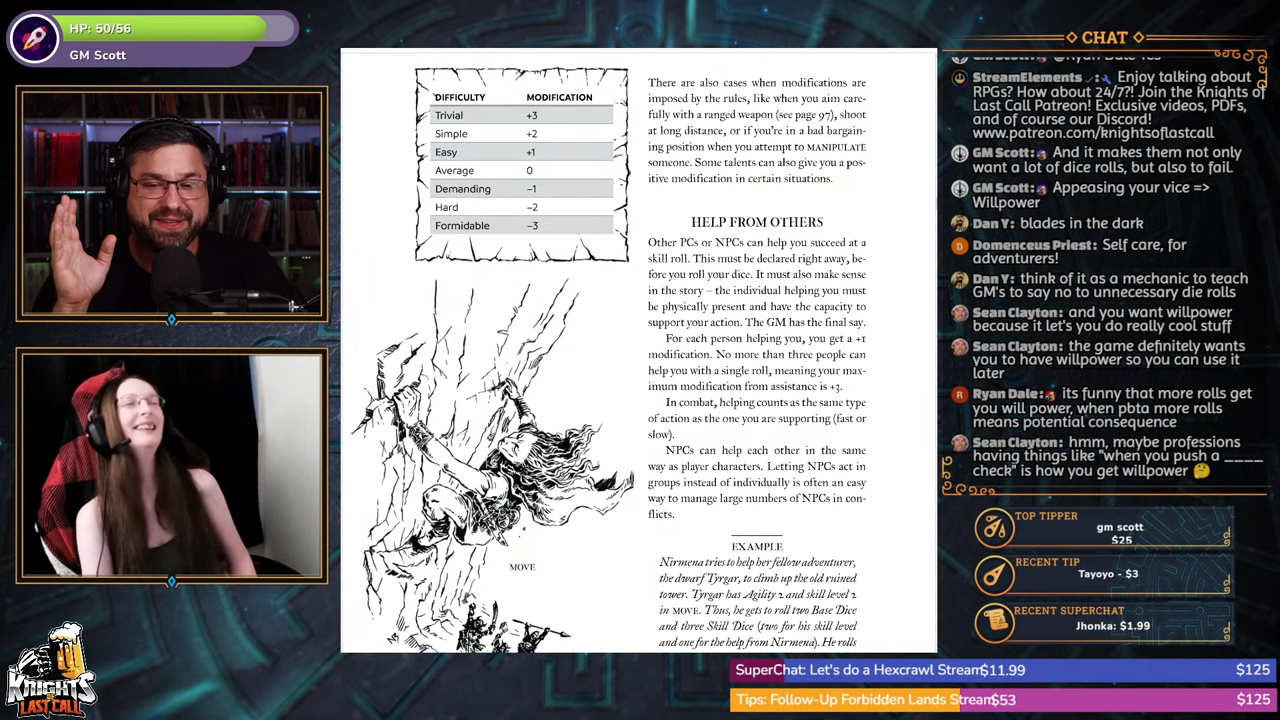 HP: 50/56
GM Scott
DIFFICULTY MODIFICATION
Trivial +3
Simple +2
Easy +1
Average 0
Demanding −1
Hard −2
Formidable −3
MOVE
There are also cases when modifications are
imposed by the rules, like when you aim care-
fully with a ranged weapon (see page 97), shoot
at long distance, or if you're in a bad bargain-
ing position when you attempt to MANIPULATE
someone. Some talents can also give you a pos-
itive modification in certain situations.
HELP FROM OTHERS
Other PCs or NPCs can help you succeed at a
skill roll. This must be declared right away, be-
fore you roll your dice. It must also make sense
in the story – the individual helping you must
be physically present and have the capacity to
support your action. The GM has the final say.
For each person helping you, you get a +1
modification. No more than three people can
help you with a single roll, meaning your max-
imum modification from assistance is +3.
In combat, helping counts as the same type
of action as the one you are supporting (fast or
slow).
NPCs can help each other in the same
way as player characters. Letting NPCs act in
groups instead of individually is often an easy
way to manage large numbers of NPCs in con-
flicts.
EXAMPLE
Nirmena tries to help her fellow adventurer,
the dwarf Tyrgar, to climb up the old ruined
tower. Tyrgar has Agility 2 and skill level 2
in MOVE. Thus, he gets to roll two Base Dice
and three Skill Dice (two for his skill level
and one for the help from Nirmena). He rolls
CHAT
StreamElements: Enjoy talking about
RPGs? How about 24/7?! Join the Knights of
Last Call Patreon! Exclusive videos, PDFs,
and of course our Discord!
www.patreon.com/knightsoflastcall
GM Scott: And it makes them not only
want a lot of dice rolls, but also to fail.
GM Scott: Appeasing your vice =>
Willpower
Dan Y: blades in the dark
Domenceus Priest: Self care, for
adventurers!
Dan Y: think of it as a mechanic to teach
GM's to say no to unnecessary die rolls
Sean Clayton: and you want willpower
because it let's you do really cool stuff
Sean Clayton: the game definitely wants
you to have willpower so you can use it
later
Ryan Dale: its funny that more rolls get
you will power, when pbta more rolls
means potential consequence
Sean Clayton: hmm, maybe professions
having things like "when you push a ____
check" is how you get willpower 🤔
TOP TIPPER
gm scott
$25
RECENT TIP
Tayoyo - $3
RECENT SUPERCHAT
Jhonka: $1.99
SuperChat: Let's do a Hexcrawl Stream $11.99 $125
Tips: Follow-Up Forbidden Lands Stream $53 $125
KNIGHTS
OF
LAST CALL